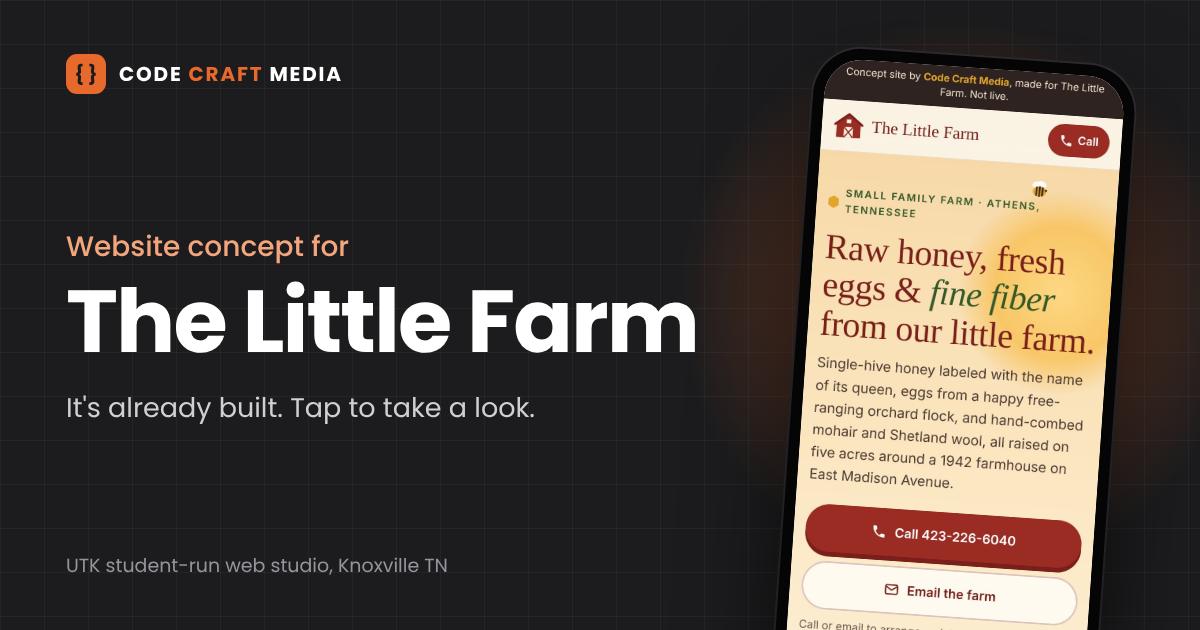 { } CODE CRAFT MEDIA
Website concept for
The Little Farm
It's already built. Tap to take a look.
UTK student-run web studio, Knoxville TN
Concept site by Code Craft Media, made for The Little
Farm. Not live.
The Little Farm
Call
SMALL FAMILY FARM · ATHENS,
TENNESSEE
Raw honey, fresh
eggs & fine fiber
from our little farm.
Single-hive honey labeled with the name
of its queen, eggs from a happy free-
ranging orchard flock, and hand-combed
mohair and Shetland wool, all raised on
five acres around a 1942 farmhouse on
East Madison Avenue.
Call 423-226-6040
Email the farm
Call or email to